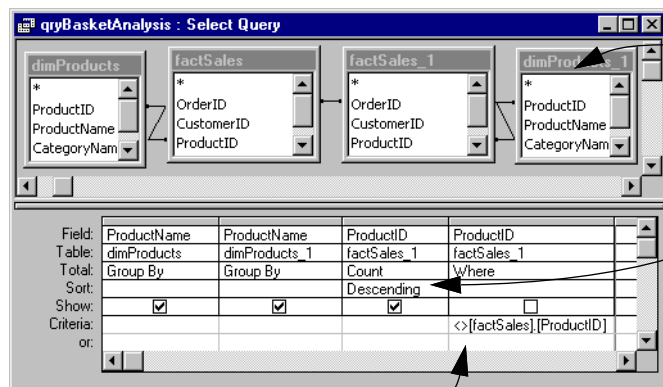 qryBasketAnalysis : Select Query
dimProducts factSales factSales_1 dimProducts_1
* * * *
ProductID OrderID OrderID ProductID
ProductName CustomerID CustomerID ProductName
CategoryNam ProductID ProductID CategoryNam
Field: ProductName ProductName ProductID ProductID
Table: dimProducts dimProducts_1 factSales_1 factSales_1
Total: Group By Group By Count Where
Sort: Descending
Show:
Criteria: <>[factSales].[ProductID]
or: